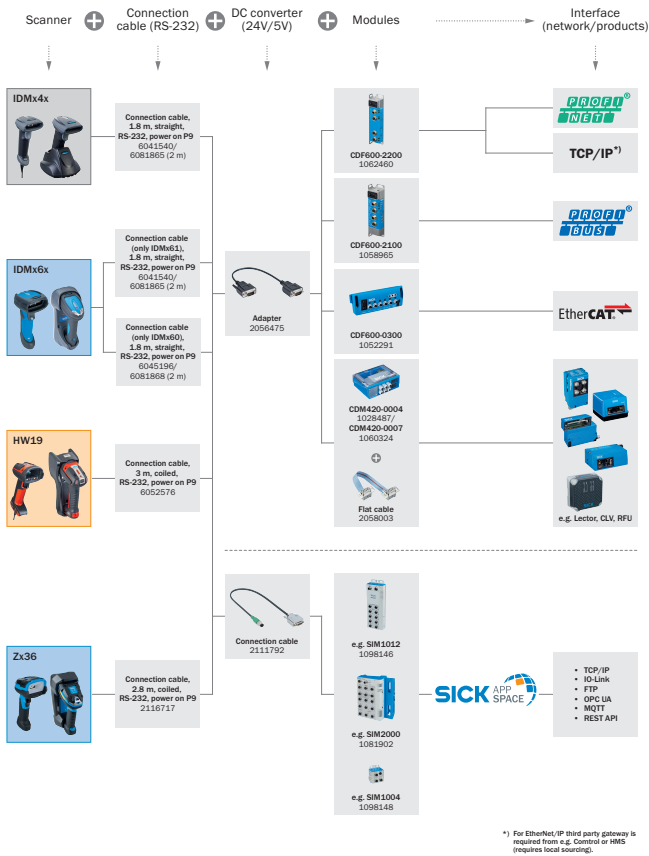 Scanner
Connection
cable (RS-232)
DC converter
(24V/5V)
Modules
Interface
(network/products)
IDMx4x
Connection cable,
1.8 m, straight,
RS-232, power on P9
6041540/
6081865 (2 m)
CDF600-2200
1062460
PROFI
NET
®
TCP/IP*)
IDMx6x
Connection cable
(only IDMx61),
1.8 m, straight,
RS-232, power on P9
6041540/
6081865 (2 m)
Connection cable
(only IDMx60),
1.8 m, straight,
RS-232, power on P9
6045196/
6081868 (2 m)
Adapter
2056475
CDF600-2100
1058965
PROFI
BUS
®
CDF600-0300
1052291
EtherCAT®
HW19
Connection cable,
3 m, coiled,
RS-232, power on P9
6052576
CDM420-0004
1028487/
CDM420-0007
1060324
Flat cable
2058003
SICK
e.g. Lector, CLV, RFU
Zx36
Connection cable,
2.8 m, coiled,
RS-232, power on P9
2116717
Connection cable
2111792
e.g. SIM1012
1098146
e.g. SIM2000
1081902
e.g. SIM1004
1098148
SICK APP
SPACE
• TCP/IP
• IO-Link
• FTP
• OPC UA
• MQTT
• REST API
*) For EtherNet/IP third party gateway is
required from e.g. Comtrol or HMS
(requires local sourcing).